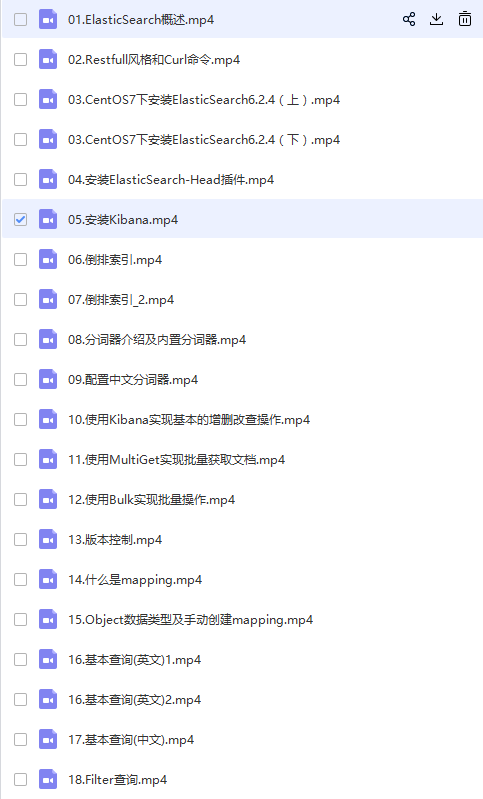 01.ElasticSearch概述.mp4
02.Restfull风格和Curl命令.mp4
03.CentOS7下安装ElasticSearch6.2.4（上）.mp4
03.CentOS7下安装ElasticSearch6.2.4（下）.mp4
04.安装ElasticSearch-Head插件.mp4
05.安装Kibana.mp4
06.倒排索引.mp4
07.倒排索引_2.mp4
08.分词器介绍及内置分词器.mp4
09.配置中文分词器.mp4
10.使用Kibana实现基本的增删改查操作.mp4
11.使用MultiGet实现批量获取文档.mp4
12.使用Bulk实现批量操作.mp4
13.版本控制.mp4
14.什么是mapping.mp4
15.Object数据类型及手动创建mapping.mp4
16.基本查询(英文)1.mp4
16.基本查询(英文)2.mp4
17.基本查询(中文).mp4
18.Filter查询.mp4